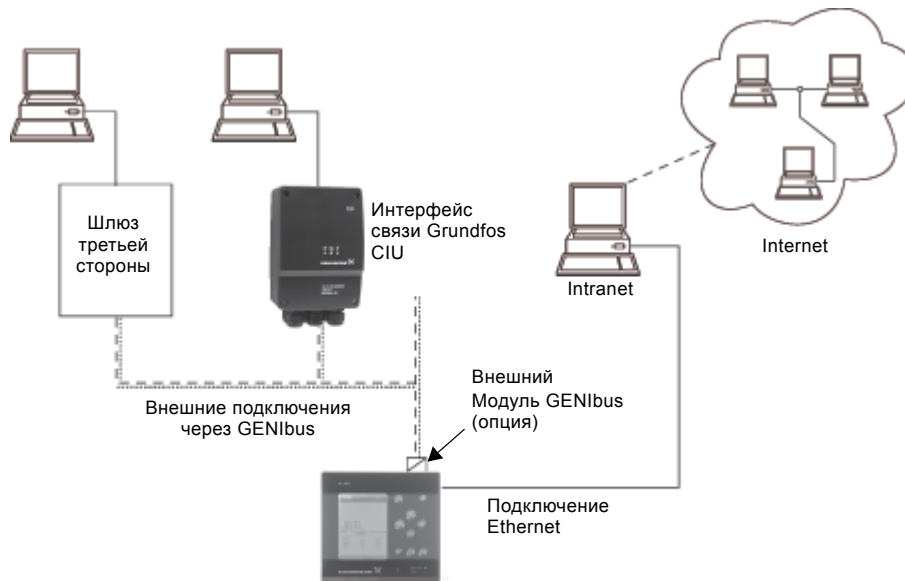 Шлюз
третьей
стороны
Интерфейс
связи Grundfos
CIU
Internet
Intranet
Внешний
Модуль GENIbus
(опция)
Внешние подключения
через GENIbus
Подключение
Ethernet